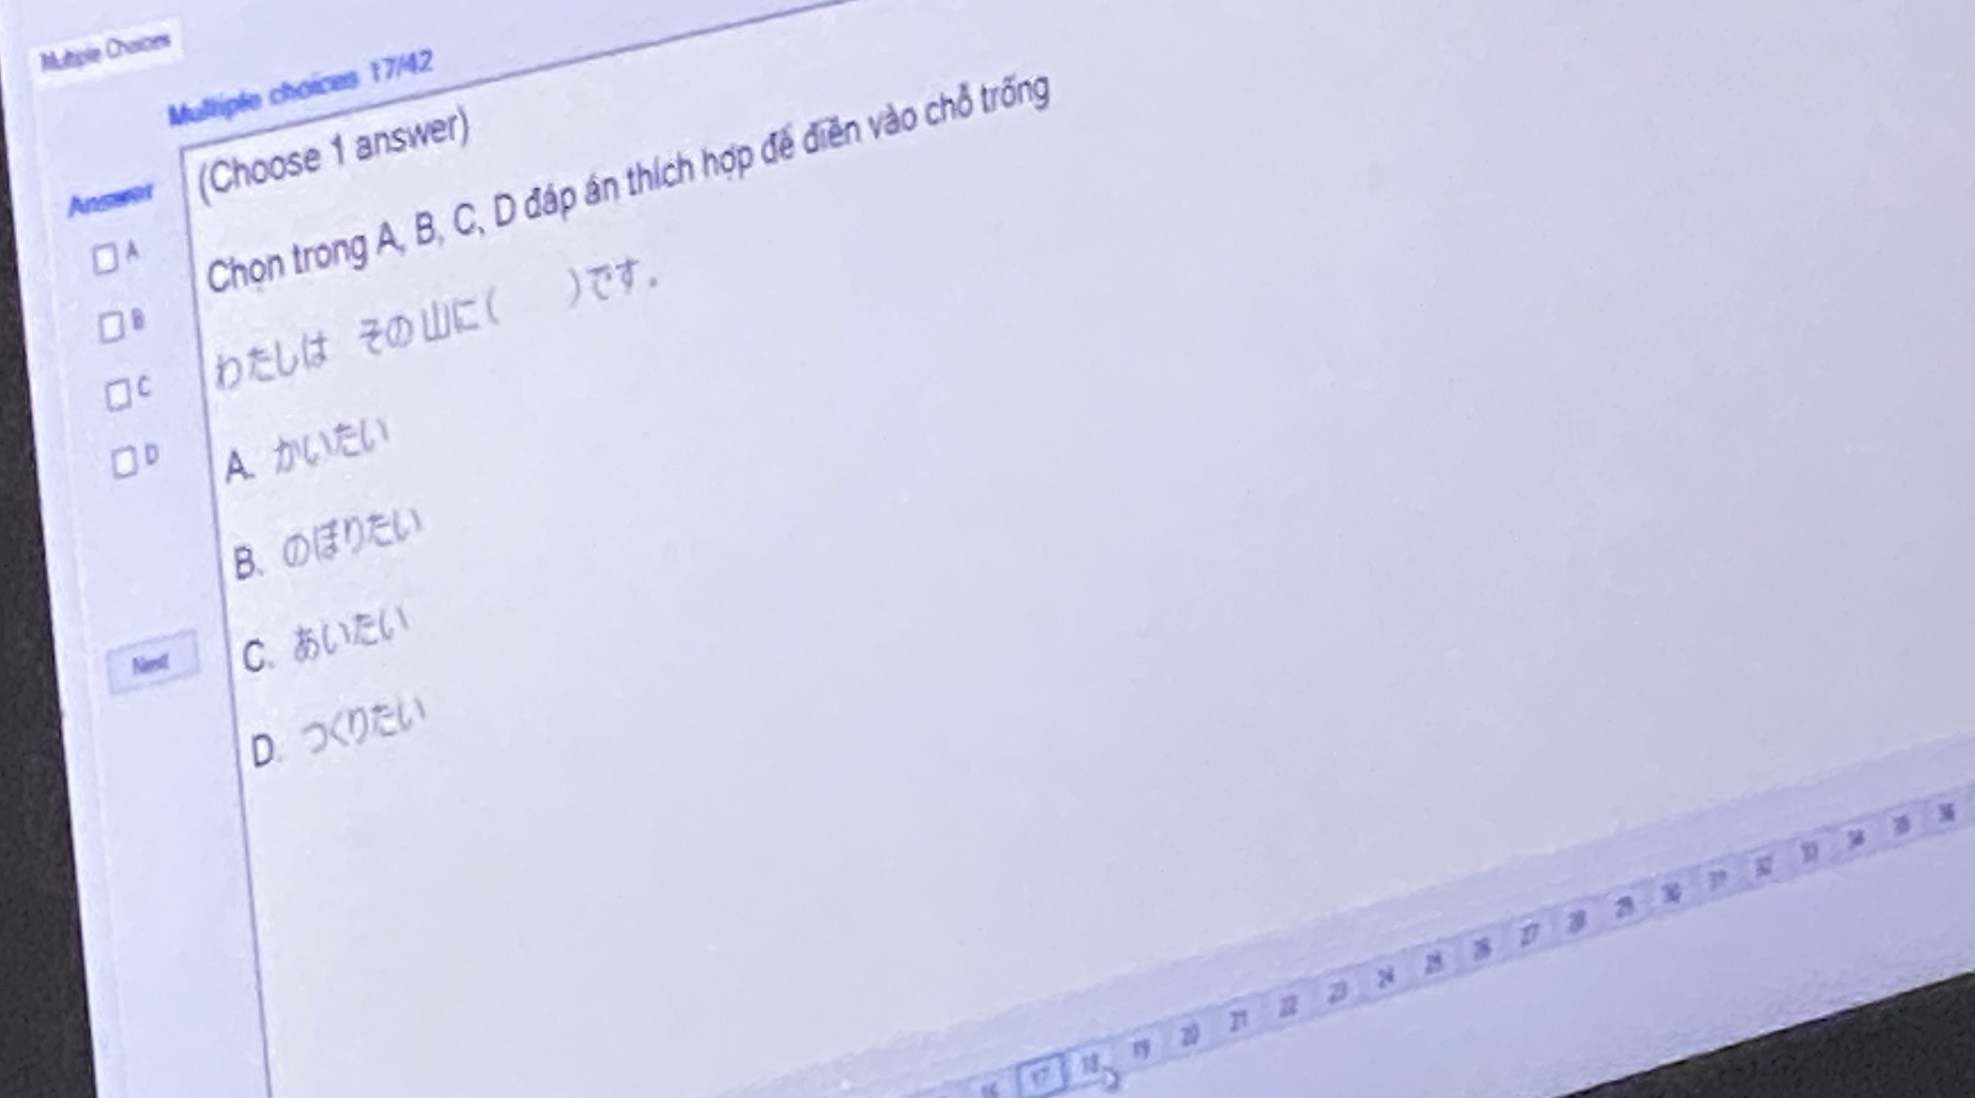 Multiple Choices
Multiple choices 17/42
(Choose 1 answer)
Answer
Chọn trong A, B, C, D đáp án thích hợp để điền vào chỗ trống
わたしは その山に( )です。
A
B
C
D
A. かいたい
B. のぼりたい
C. あいたい
D. つくりたい
Next
16 17 18 19 20 21 22 23 24 25 26 27 28 29 30 31 32 33 34 35 36